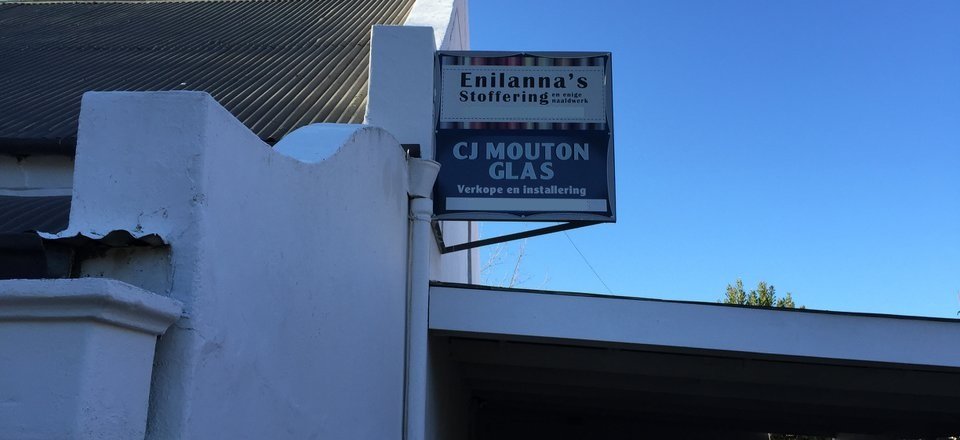 Enilanna's
Stoffering en enige naaldwerk
CJ MOUTON
GLAS
Verkope en installering